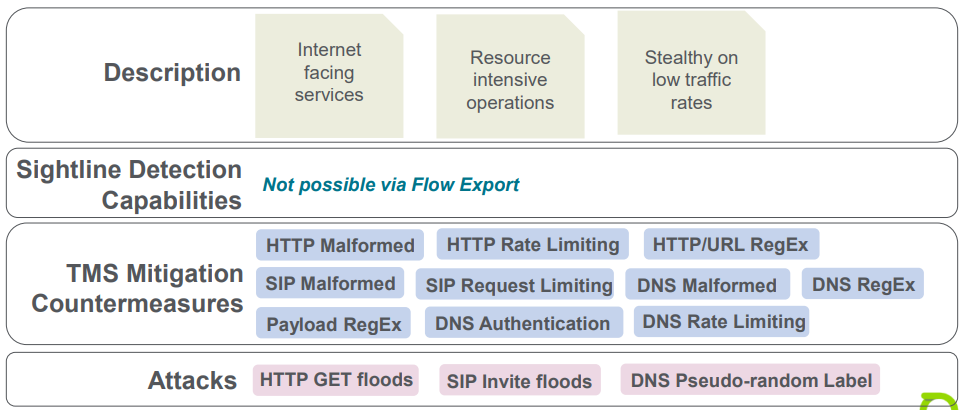 Description
Internet
facing
services
Resource
intensive
operations
Stealthy on
low traffic
rates
Sightline Detection
Capabilities
Not possible via Flow Export
TMS Mitigation
Countermeasures
HTTP Malformed
HTTP Rate Limiting
HTTP/URL RegEx
SIP Malformed
SIP Request Limiting
DNS Malformed
DNS RegEx
Payload RegEx
DNS Authentication
DNS Rate Limiting
Attacks
HTTP GET floods
SIP Invite floods
DNS Pseudo-random Label